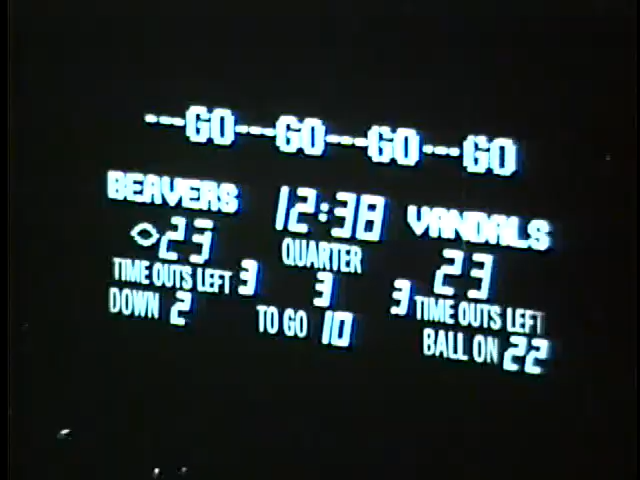 ---GO---GO---GO---GO
BEAVERS 12:38 VANDALS
23 QUARTER 23
TIME OUTS LEFT 3 3 3 TIME OUTS LEFT
DOWN 2 TO GO 10 BALL ON 22